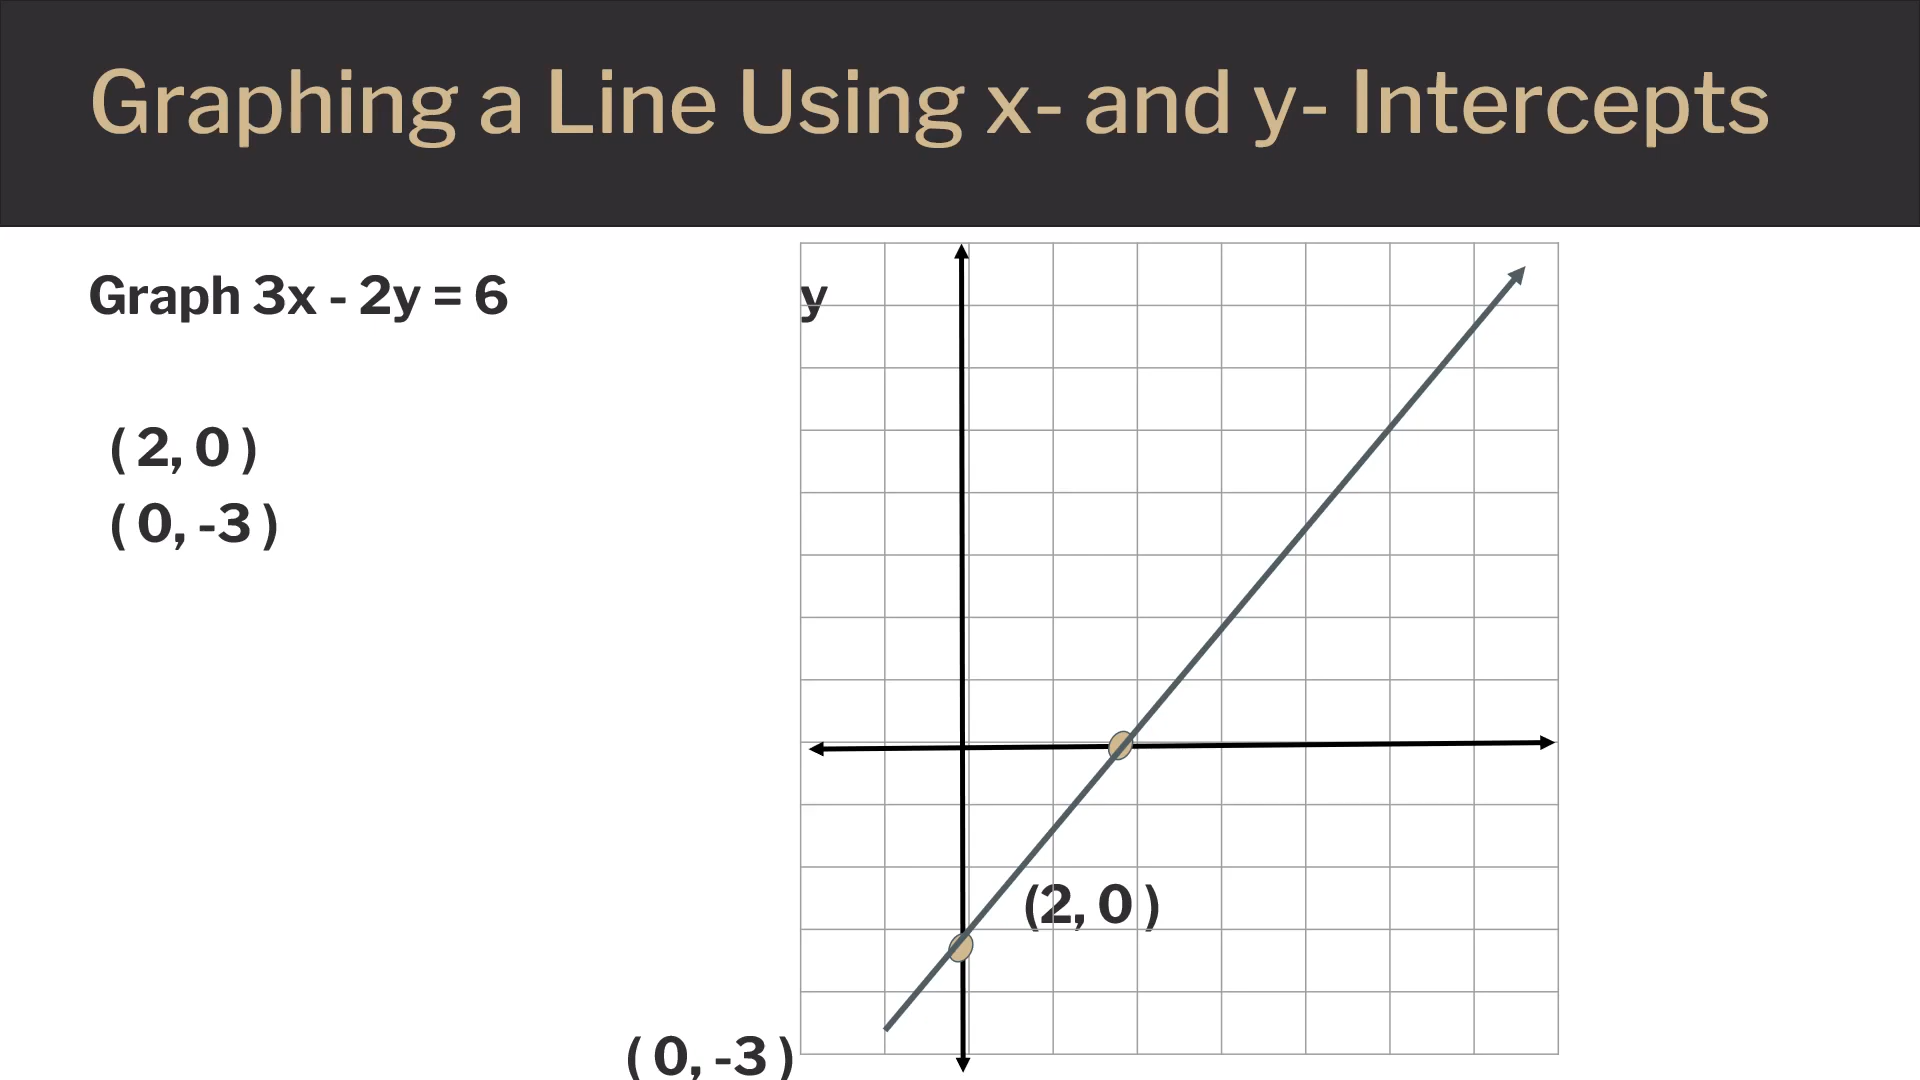 Graphing a Line Using x- and y- Intercepts
Graph 3x - 2y = 6
y
( 2, 0 )
( 0, -3 )
(2, 0 )
( 0, -3 )